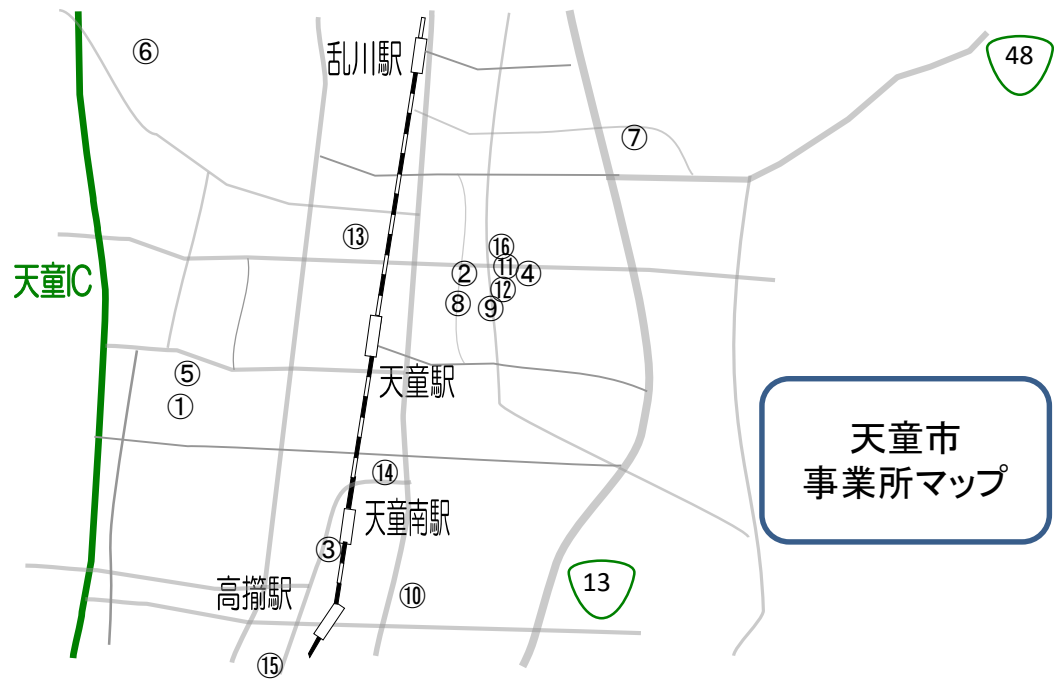 ⑥
乱川駅
48
⑦
⑬
⑯
⑪
②
④
天童IC
⑫
⑧
⑨
⑤
天童駅
①
天童市
事業所マップ
⑭
天童南駅
③
13
高擶駅
⑩
⑮